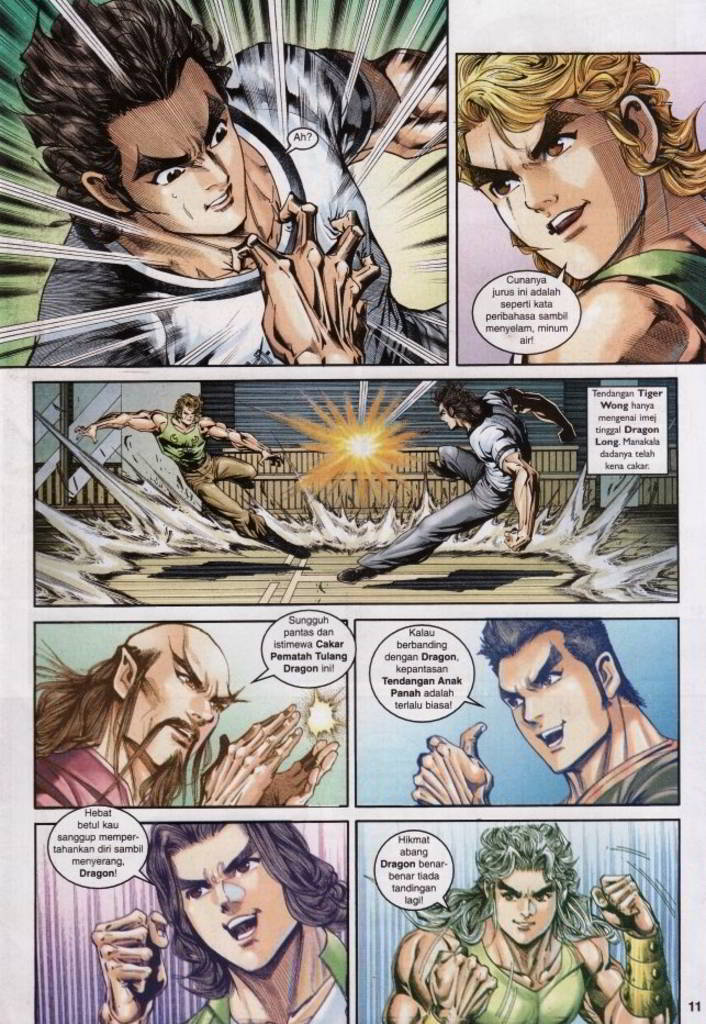 Ah?
Cunanya
jurus ini adalah
seperti kata
peribahasa sambil
menyelam, minum
air!
Tendangan Tiger
Wong hanya
mengenai imej
tinggal Dragon
Long. Manakala
dadanya telah
kena cakar.
Sungguh
pantas dan
istimewa Cakar
Pematah Tulang
Dragon ini!
Kalau
berbanding
dengan Dragon,
kepantasan
Tendangan Anak
Panah adalah
terlalu biasa!
Hebat
betul kau
sanggup memper-
tahankan diri sambil
menyerang,
Dragon!
Hikmat
abang
Dragon benar-
benar tiada
tandingan
lagi!
11